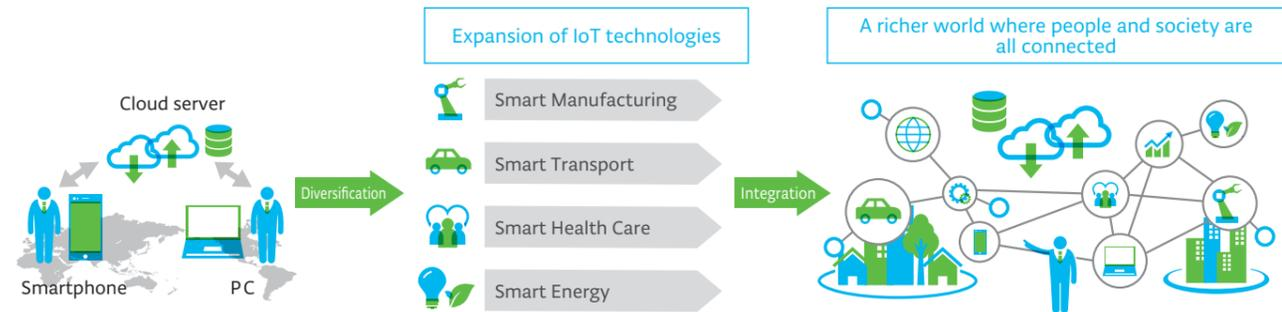 Cloud server
Smartphone
PC
Diversification
Expansion of IoT technologies
Smart Manufacturing
Smart Transport
Smart Health Care
Smart Energy
Integration
A richer world where people and society are
all connected